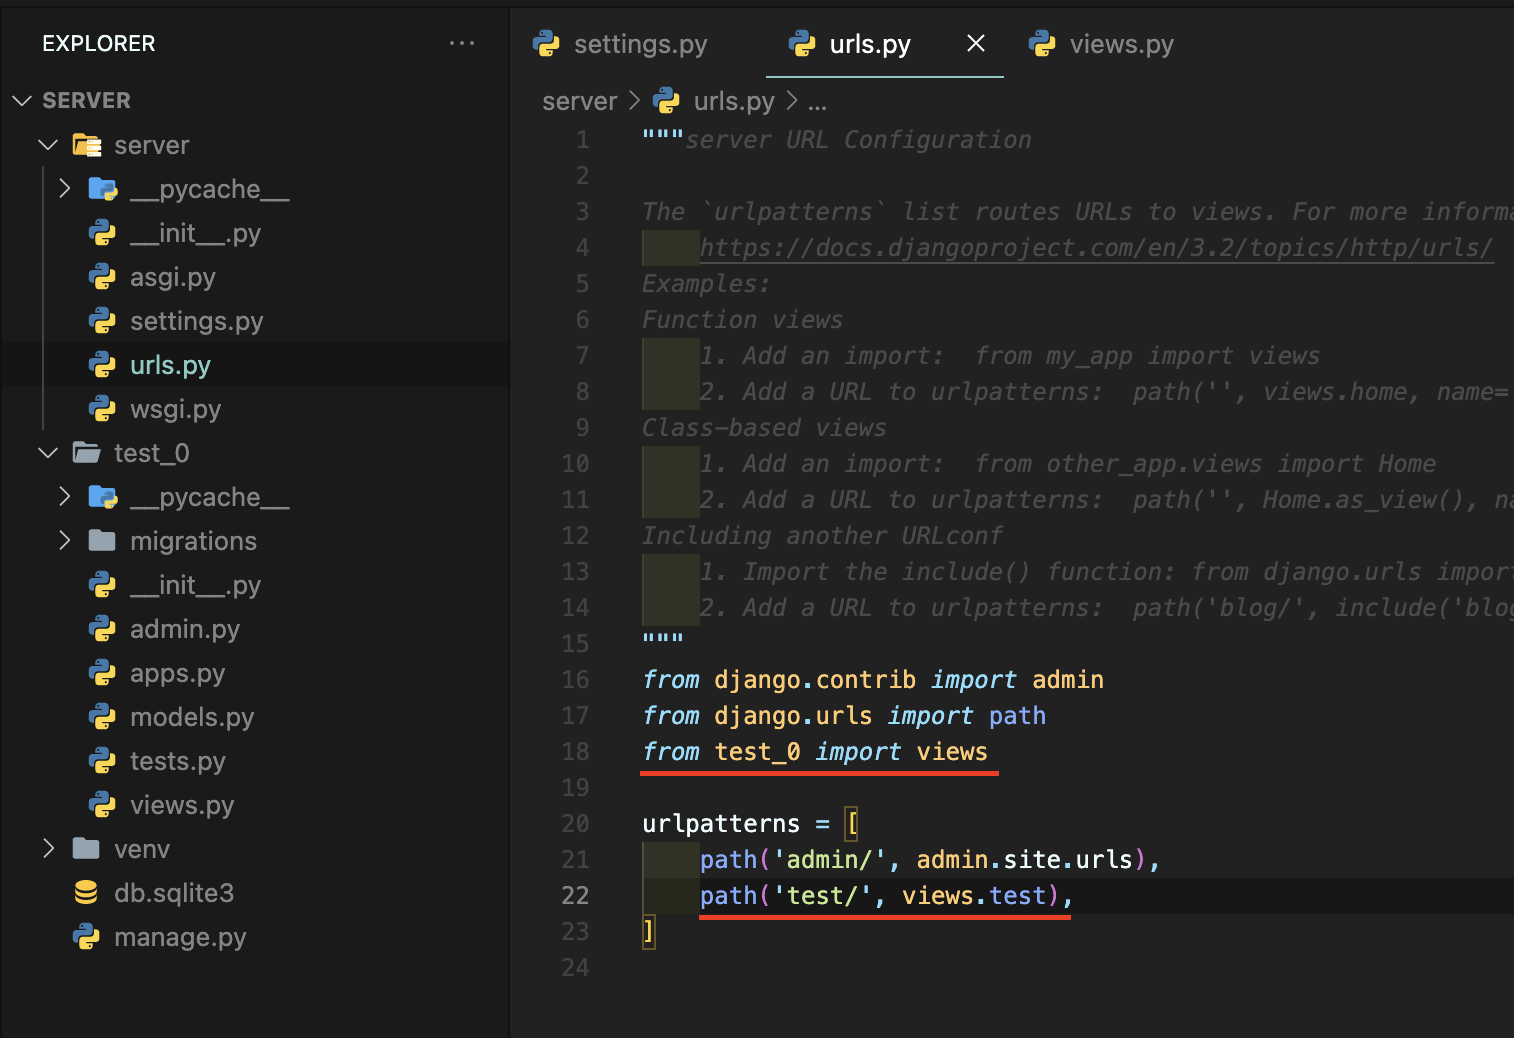 EXPLORER
SERVER
server
__pycache__
__init__.py
asgi.py
settings.py
urls.py
wsgi.py
test_0
__pycache__
migrations
__init__.py
admin.py
apps.py
models.py
tests.py
views.py
venv
db.sqlite3
manage.py
settings.py urls.py views.py
server > urls.py > ...
1 """server URL Configuration
2
3 The `urlpatterns` list routes URLs to views. For more informa
4 https://docs.djangoproject.com/en/3.2/topics/http/urls/
5 Examples:
6 Function views
7 1. Add an import:  from my_app import views
8 2. Add a URL to urlpatterns:  path('', views.home, name=
9 Class-based views
10 1. Add an import:  from other_app.views import Home
11 2. Add a URL to urlpatterns:  path('', Home.as_view(), na
12 Including another URLconf
13 1. Import the include() function: from django.urls import
14 2. Add a URL to urlpatterns:  path('blog/', include('blog
15 """
16 from django.contrib import admin
17 from django.urls import path
18 from test_0 import views
19
20 urlpatterns = [
21 path('admin/', admin.site.urls),
22 path('test/', views.test),
23 ]
24